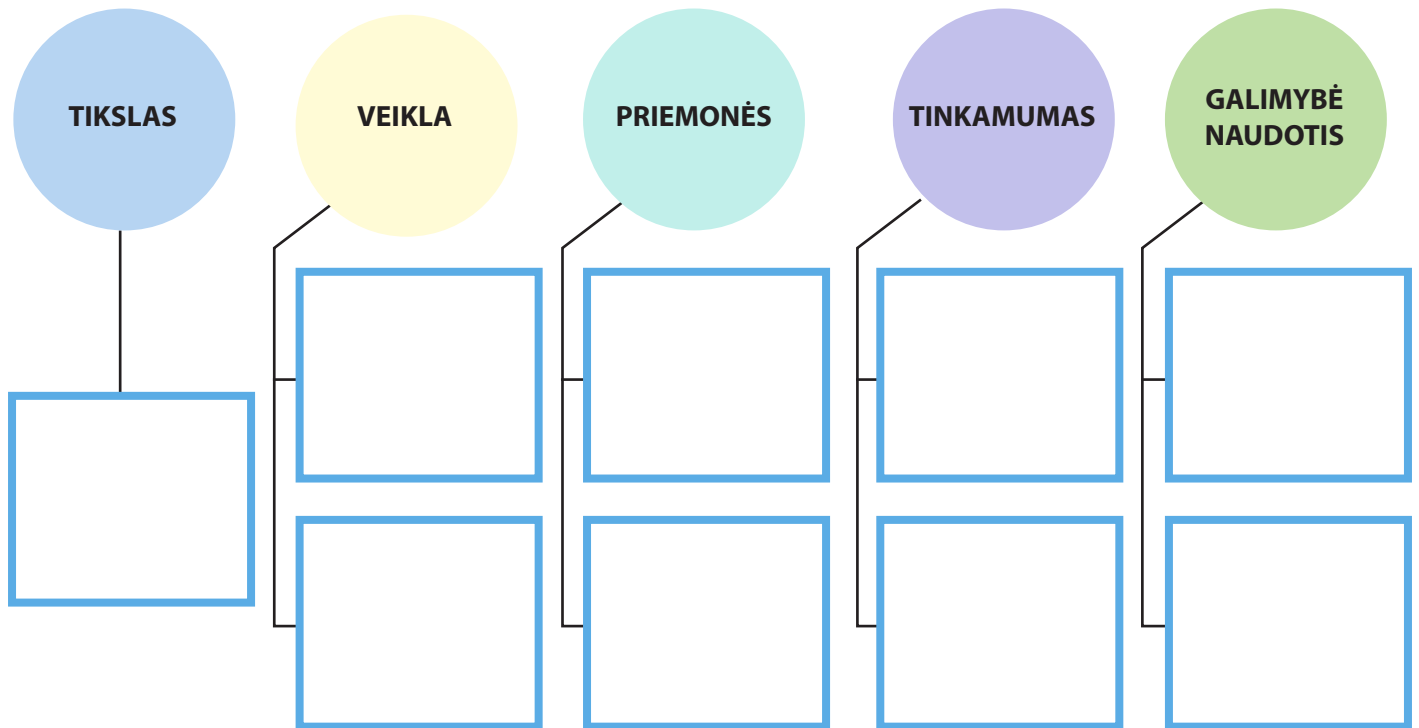 TIKSLAS
VEIKLA
PRIEMONĖS
TINKAMUMAS
GALIMYBĖ
NAUDOTIS